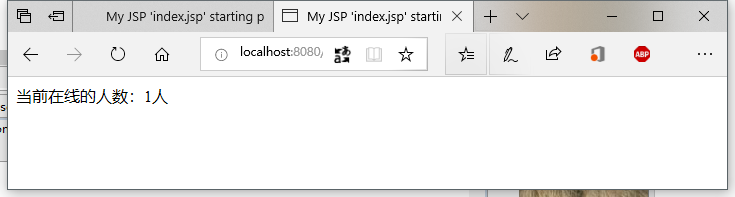 My JSP 'index.jsp' starting p
My JSP 'index.jsp' startin
localhost:8080/
あ
a
ABP
当前在线的人数：1人